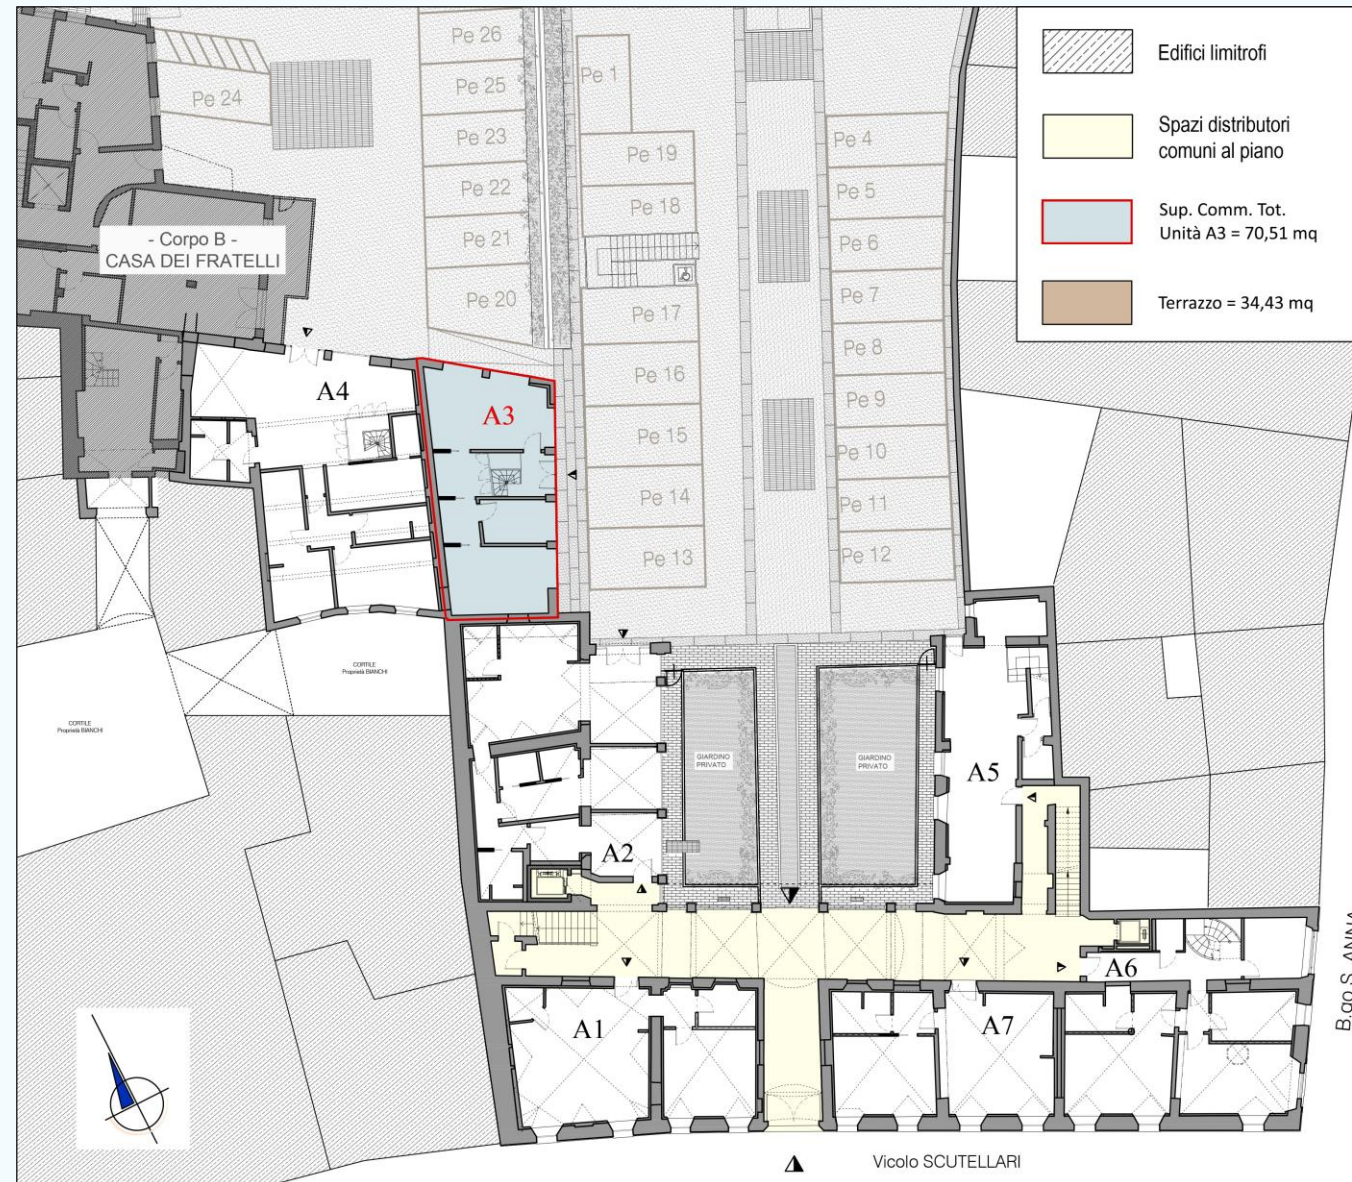 Edifici limitrofi
Spazi distributori
comuni al piano
Sup. Comm. Tot.
Unità A3 = 70,51 mq
Terrazzo = 34,43 mq
Pe 26
Pe 25
Pe 24
Pe 23
Pe 22
Pe 21
Pe 20
Pe 1
Pe 19
Pe 18
Pe 17
Pe 16
Pe 15
Pe 14
Pe 13
Pe 4
Pe 5
Pe 6
Pe 7
Pe 8
Pe 9
Pe 10
Pe 11
Pe 12
- Corpo B -
CASA DEI FRATELLI
A4
A3
CORTILE
Proprietà BIANCHI
CORTILE
Proprietà BIANCHI
GIARDINO
PRIVATO
GIARDINO
PRIVATO
A5
A2
A6
A1
A7
B.go S. ANNA
Vicolo SCUTELLARI